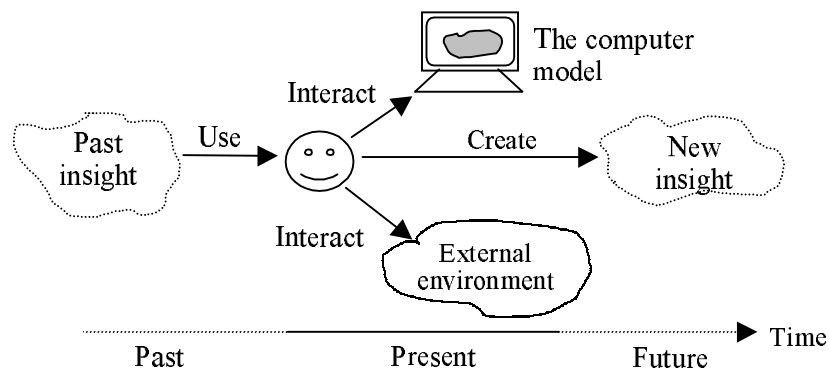 The computer
model
Interact
Past
insight
Use
Create
New
insight
Interact
External
environment
Time
Past
Present
Future